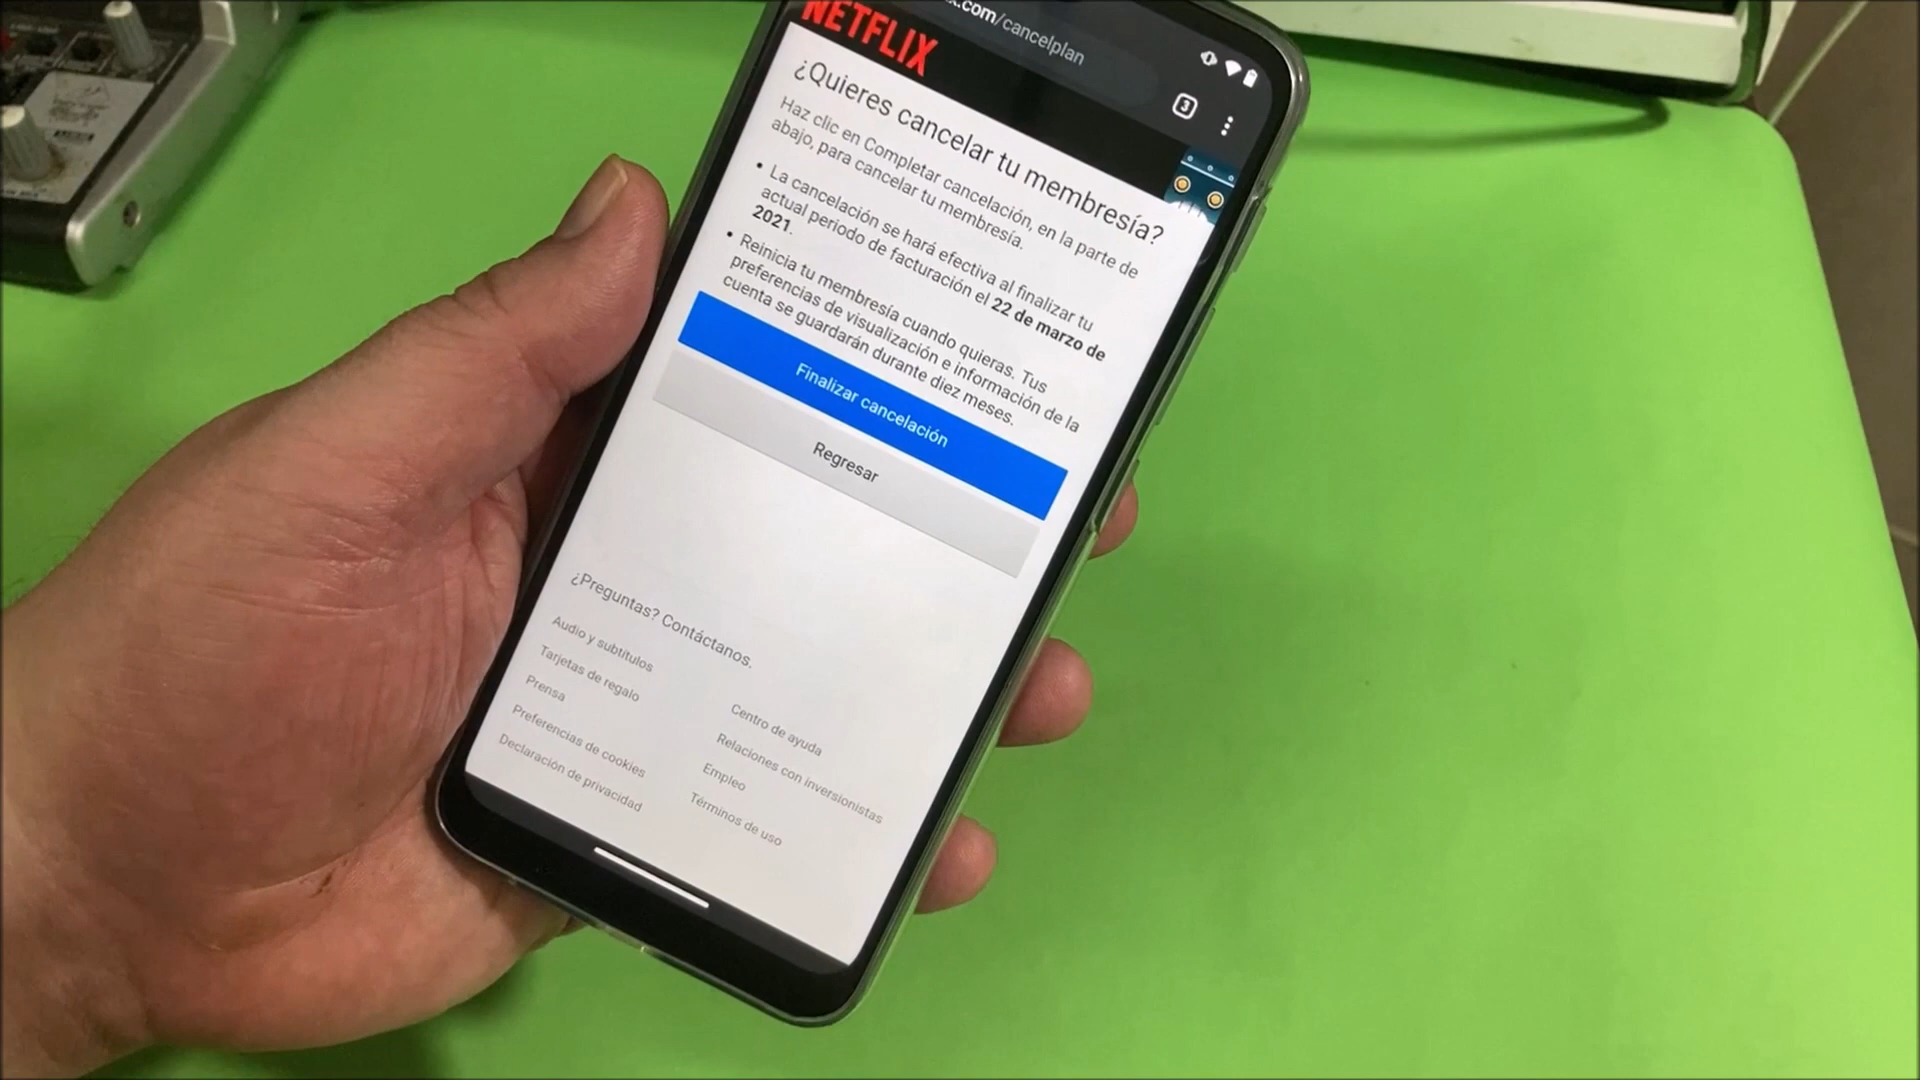 x.com/cancelplan
3
NETFLIX
¿Quieres cancelar tu membresía?
Haz clic en Completar cancelación, en la parte de
abajo, para cancelar tu membresía.
• La cancelación se hará efectiva al finalizar tu
actual periodo de facturación el 22 de marzo de
2021.
• Reinicia tu membresía cuando quieras. Tus
preferencias de visualización e información de la
cuenta se guardarán durante diez meses.
Finalizar cancelación
Regresar
¿Preguntas? Contáctanos.
Audio y subtítulos
Tarjetas de regalo
Prensa
Preferencias de cookies
Declaración de privacidad
Centro de ayuda
Relaciones con inversionistas
Empleo
Términos de uso